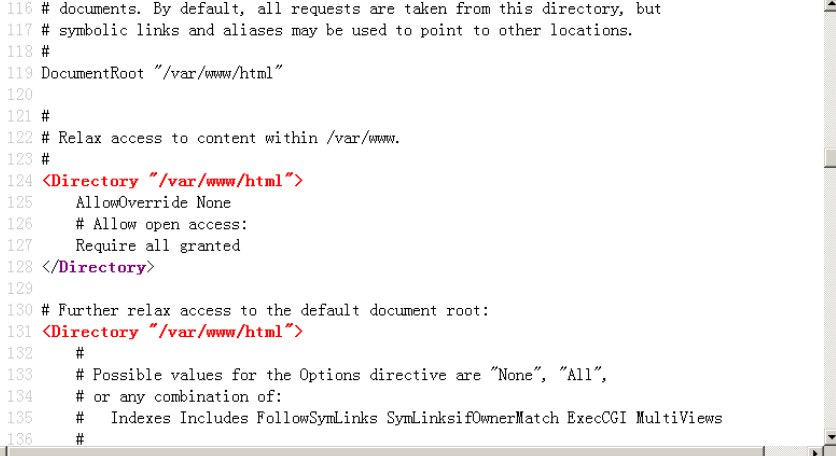 116 # documents. By default, all requests are taken from this directory, but
117 # symbolic links and aliases may be used to point to other locations.
118 #
119 DocumentRoot "/var/www/html"
120
121 #
122 # Relax access to content within /var/www.
123 #
124 <Directory "/var/www/html">
125     AllowOverride None
126     # Allow open access:
127     Require all granted
128 </Directory>
129
130 # Further relax access to the default document root:
131 <Directory "/var/www/html">
132     #
133     # Possible values for the Options directive are "None", "All",
134     # or any combination of:
135     #   Indexes Includes FollowSymLinks SymLinksifOwnerMatch ExecCGI MultiViews
136     #